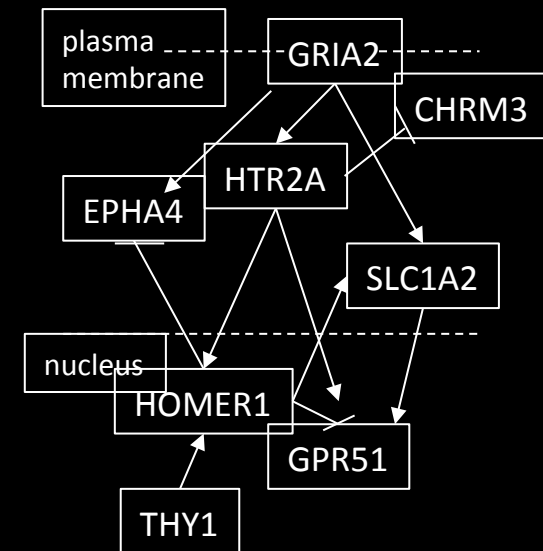 plasma
membrane
GRIA2
CHRM3
HTR2A
EPHA4
SLC1A2
nucleus
HOMER1
GPR51
THY1